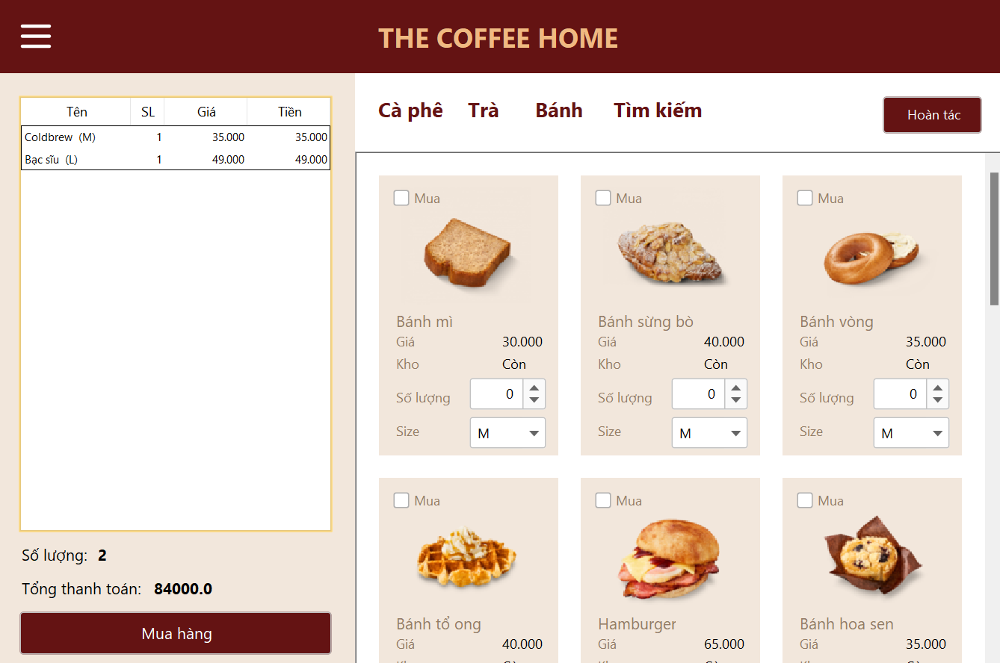 THE COFFEE HOME
Tên SL Giá Tiền
Coldbrew (M) 1 35.000 35.000
Bạc sĩu (L) 1 49.000 49.000
Số lượng: 2
Tổng thanh toán: 84000.0
Mua hàng
Cà phê Trà Bánh Tìm kiếm Hoàn tác
Mua Mua Mua
Bánh mì Bánh sừng bò Bánh vòng
Giá 30.000 Giá 40.000 Giá 35.000
Kho Còn Kho Còn Kho Còn
Số lượng 0 Số lượng 0 Số lượng 0
Size M Size M Size M
Mua Mua Mua
Bánh tổ ong Hamburger Bánh hoa sen
Giá 40.000 Giá 65.000 Giá 35.000